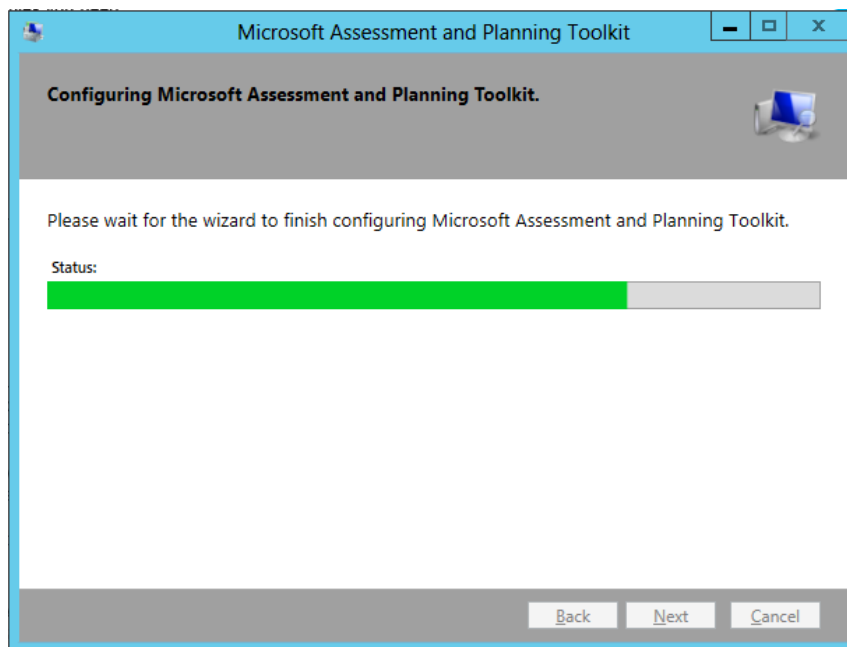 Microsoft Assessment and Planning Toolkit
Configuring Microsoft Assessment and Planning Toolkit.
Please wait for the wizard to finish configuring Microsoft Assessment and Planning Toolkit.
Status:
Back Next Cancel